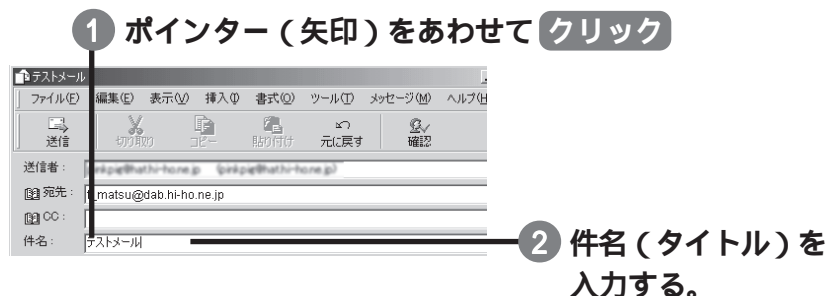 1 ポインター(矢印)をあわせて クリック
テストメール
ファイル(F) 編集(E) 表示(V) 挿入(I) 書式(O) ツール(T) メッセージ(M) ヘルプ(H
送信 切り取り コピー 貼り付け 元に戻す 確認
送信者:
宛先: t_matsu@dab.hi-ho.ne.jp
CC:
件名: テストメール
2 件名(タイトル)を
入力する。